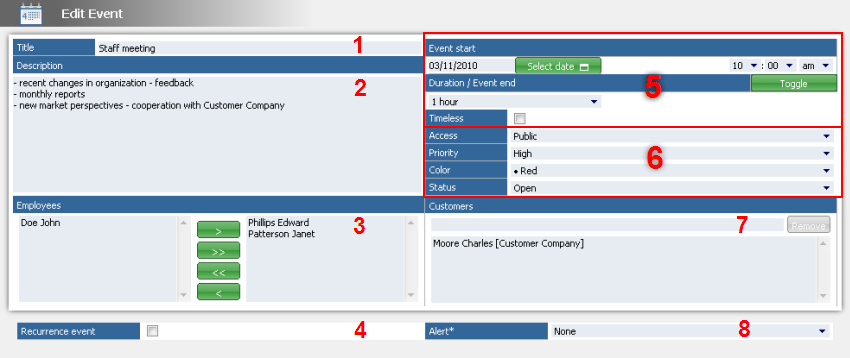 Edit Event
Title
Staff meeting
1
Description
- recent changes in organization - feedback
- monthly reports
- new market perspectives - cooperation with Customer Company
2
Event start
03/11/2010
Select date
10 : 00 am
Duration / Event end
Toggle
5
1 hour
Timeless
Access
Public
Priority
High
6
Color
• Red
Status
Open
Employees
Doe John
>
>>
<<
<
Phillips Edward
Patterson Janet
3
Customers
7
Remove
Moore Charles [Customer Company]
Recurrence event
4
Alert*
None
8